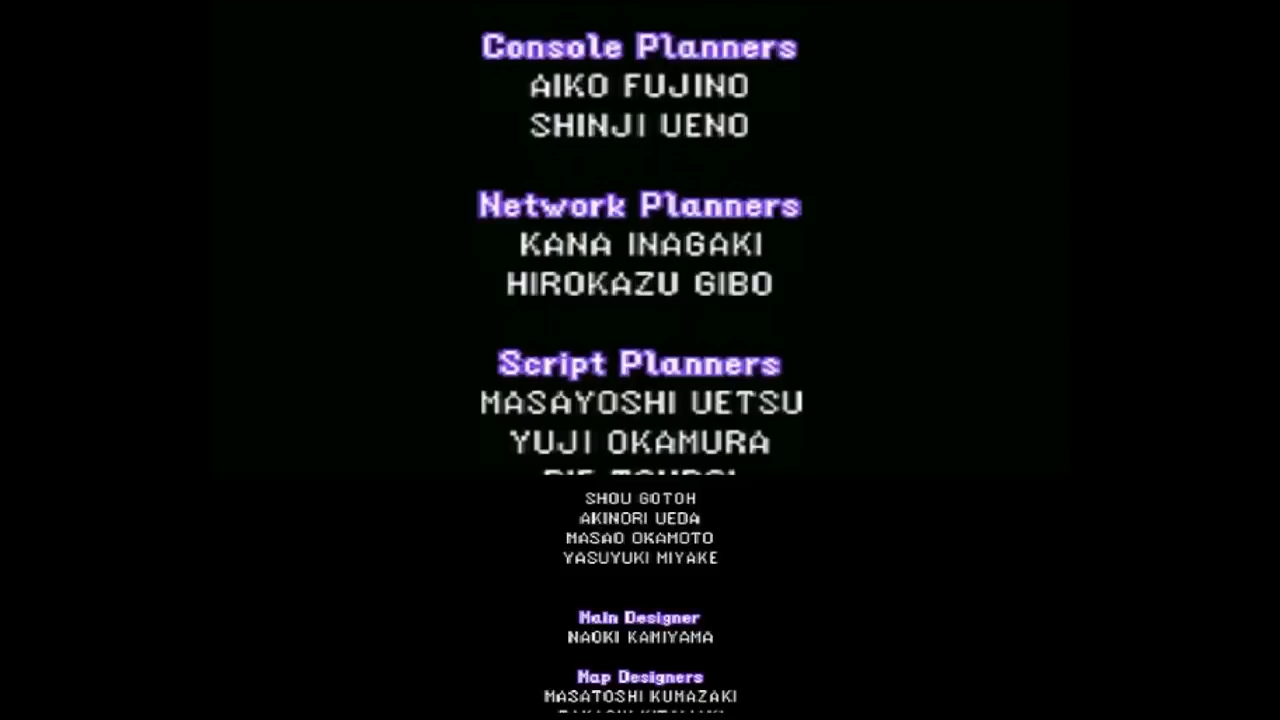 Console Planners
AIKO FUJINO
SHINJI UENO
Network Planners
KANA INAGAKI
HIROKAZU GIBO
Script Planners
MASAYOSHI UETSU
YUJI OKAMURA
SHOU GOTOH
AKINORI UEDA
MASAO OKAMOTO
YASUYUKI MIYAKE
Main Designer
NAOKI KAMIYAMA
Map Designers
MASATOSHI KUMAZAKI